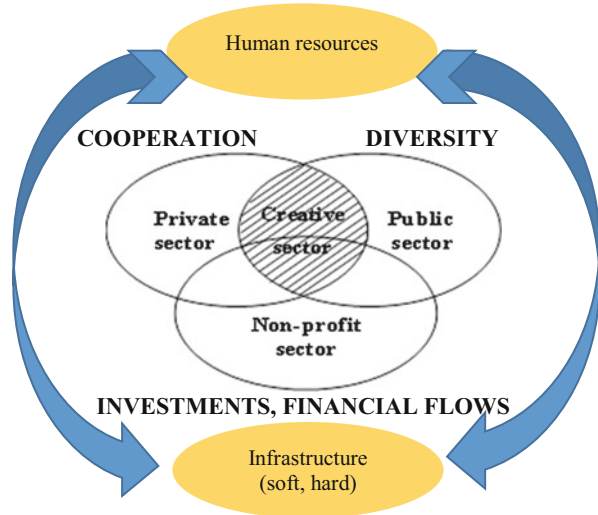 Human resources
COOPERATION
DIVERSITY
Private
sector
Creative
sector
Public
sector
Non-profit
sector
INVESTMENTS, FINANCIAL FLOWS
Infrastructure
(soft, hard)